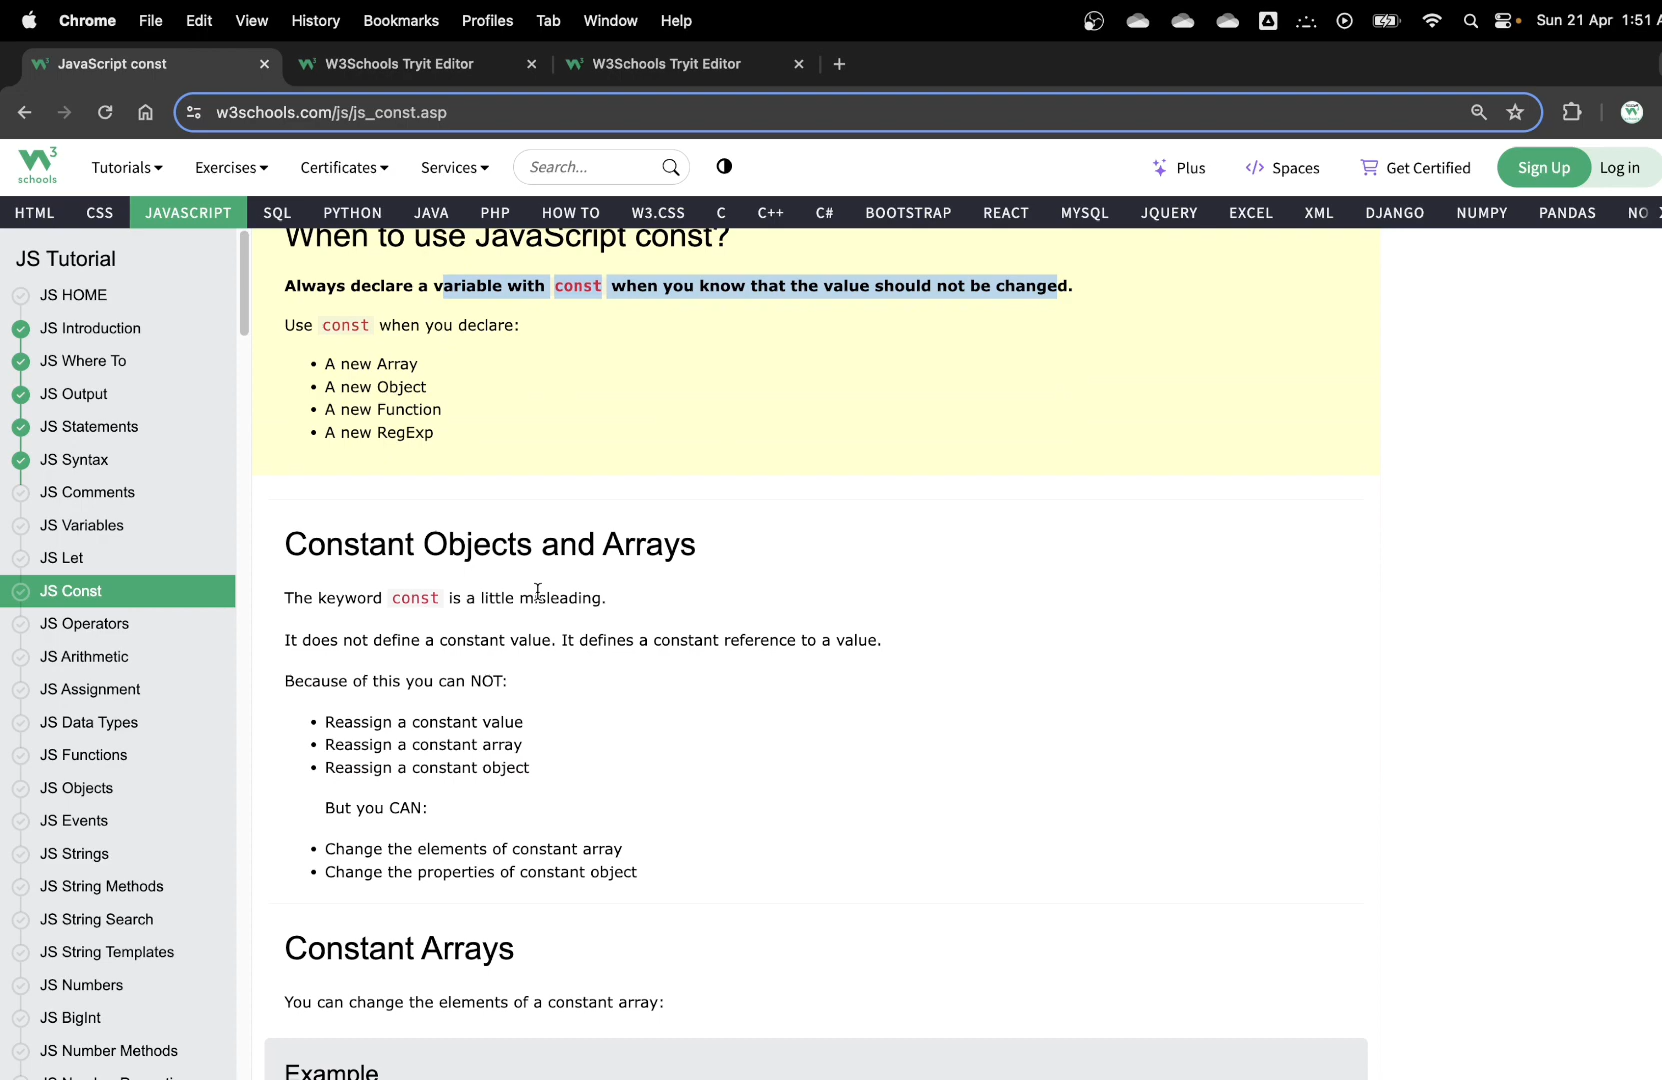 Chrome File Edit View History Bookmarks Profiles Tab Window Help Sun 21 Apr 1:51
JavaScript const W3Schools Tryit Editor W3Schools Tryit Editor
w3schools.com/js/js_const.asp
W3 schools Tutorials Exercises Certificates Services Search... Plus Spaces Get Certified Sign Up Log in
HTML CSS JAVASCRIPT SQL PYTHON JAVA PHP HOW TO W3.CSS C C++ C# BOOTSTRAP REACT MYSQL JQUERY EXCEL XML DJANGO NUMPY PANDAS
JS Tutorial
JS HOME
JS Introduction
JS Where To
JS Output
JS Statements
JS Syntax
JS Comments
JS Variables
JS Let
JS Const
JS Operators
JS Arithmetic
JS Assignment
JS Data Types
JS Functions
JS Objects
JS Events
JS Strings
JS String Methods
JS String Search
JS String Templates
JS Numbers
JS BigInt
JS Number Methods
When to use JavaScript const?
Always declare a variable with const when you know that the value should not be changed.
Use const when you declare:
• A new Array
• A new Object
• A new Function
• A new RegExp
Constant Objects and Arrays
The keyword const is a little misleading.
It does not define a constant value. It defines a constant reference to a value.
Because of this you can NOT:
• Reassign a constant value
• Reassign a constant array
• Reassign a constant object
But you CAN:
• Change the elements of constant array
• Change the properties of constant object
Constant Arrays
You can change the elements of a constant array:
Example